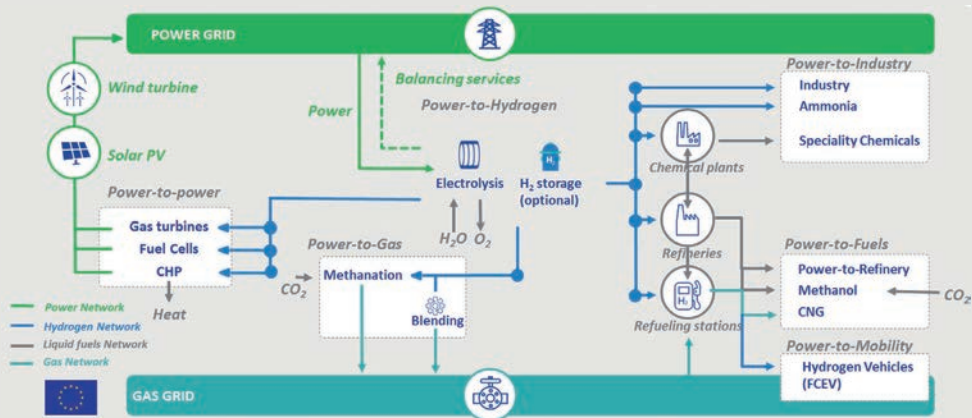 POWER GRID
Wind turbine
Solar PV
Balancing services
Power-to-Hydrogen
Power
Electrolysis
H₂ storage
(optional)
H₂
H₂O O₂
Power-to-power
Gas turbines
Fuel Cells
CHP
Heat
Power-to-Gas
Methanation
CO₂
Blending
Power-to-Industry
Industry
Ammonia
Speciality Chemicals
Chemical plants
Refineries
H₂
Refueling stations
Power-to-Fuels
Power-to-Refinery
Methanol
CNG
CO₂
Power-to-Mobility
Hydrogen Vehicles
(FCEV)
Power Network
Hydrogen Network
Liquid fuels Network
Gas Network
GAS GRID